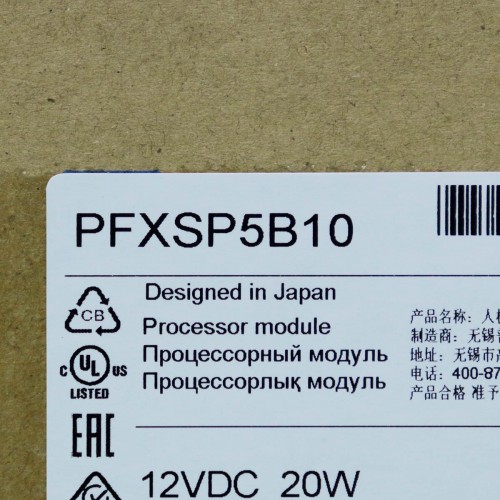 PFXSP5B10
Designed in Japan
Processor module
Процессорный модуль
Процессорлық модуль
CB
C UL US
LISTED
EAC
12VDC 20W
产品名称：人
制造商：无锡
地址：无锡市
电话：400-87
产品合格 准予